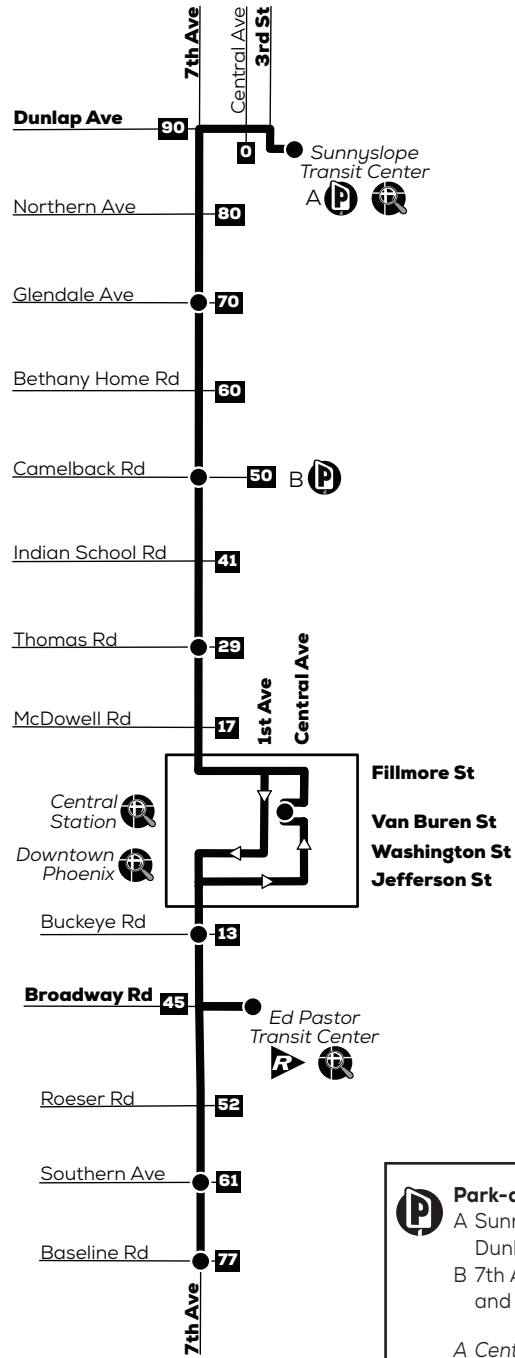 7th Ave
Central Ave
3rd St
Dunlap Ave
90
0
Sunnyslope
Transit Center
A P
Northern Ave
80
Glendale Ave
70
Bethany Home Rd
60
Camelback Rd
50
B P
Indian School Rd
41
Thomas Rd
29
McDowell Rd
17
1st Ave
Central Ave
Fillmore St
Central
Station
Van Buren St
Washington St
Downtown
Phoenix
Jefferson St
Buckeye Rd
13
Broadway Rd
45
Ed Pastor
Transit Center
R
Roeser Rd
52
Southern Ave
61
Baseline Rd
77
7th Ave
P
A Sunn
Dunl
B 7th A
and
A Cent